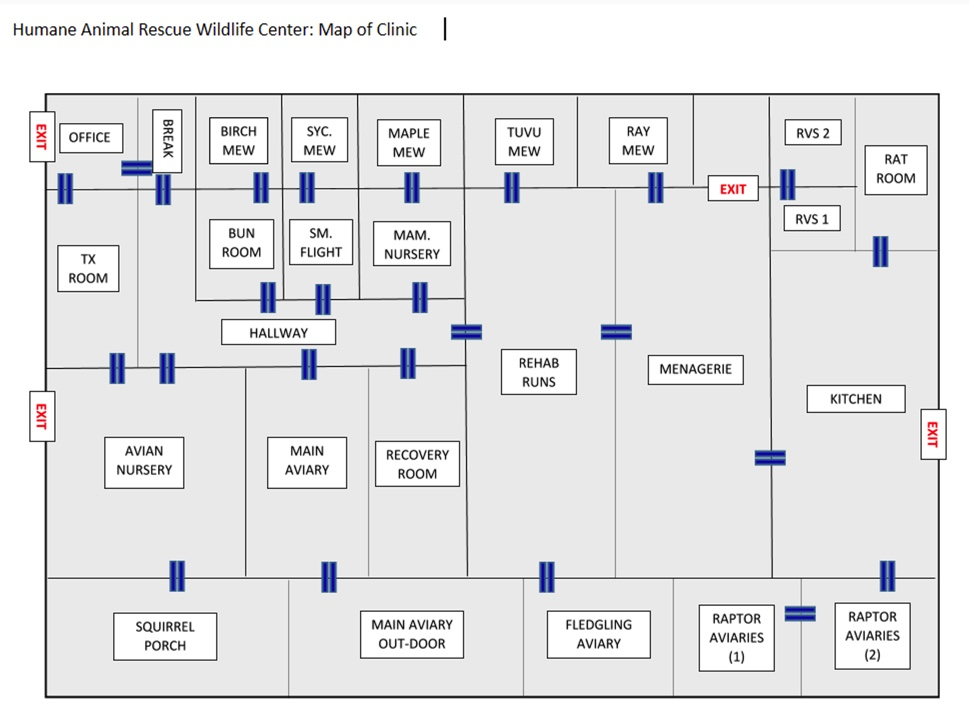 Humane Animal Rescue Wildlife Center: Map of Clinic
EXIT
OFFICE
BREAK
BIRCH
MEW
SYC.
MEW
MAPLE
MEW
TUVU
MEW
RAY
MEW
RVS 2
RAT
ROOM
EXIT
RVS 1
TX
ROOM
BUN
ROOM
SM.
FLIGHT
MAM.
NURSERY
HALLWAY
REHAB
RUNS
MENAGERIE
KITCHEN
EXIT
EXIT
AVIAN
NURSERY
MAIN
AVIARY
RECOVERY
ROOM
SQUIRREL
PORCH
MAIN AVIARY
OUT-DOOR
FLEDGLING
AVIARY
RAPTOR
AVIARIES
(1)
RAPTOR
AVIARIES
(2)